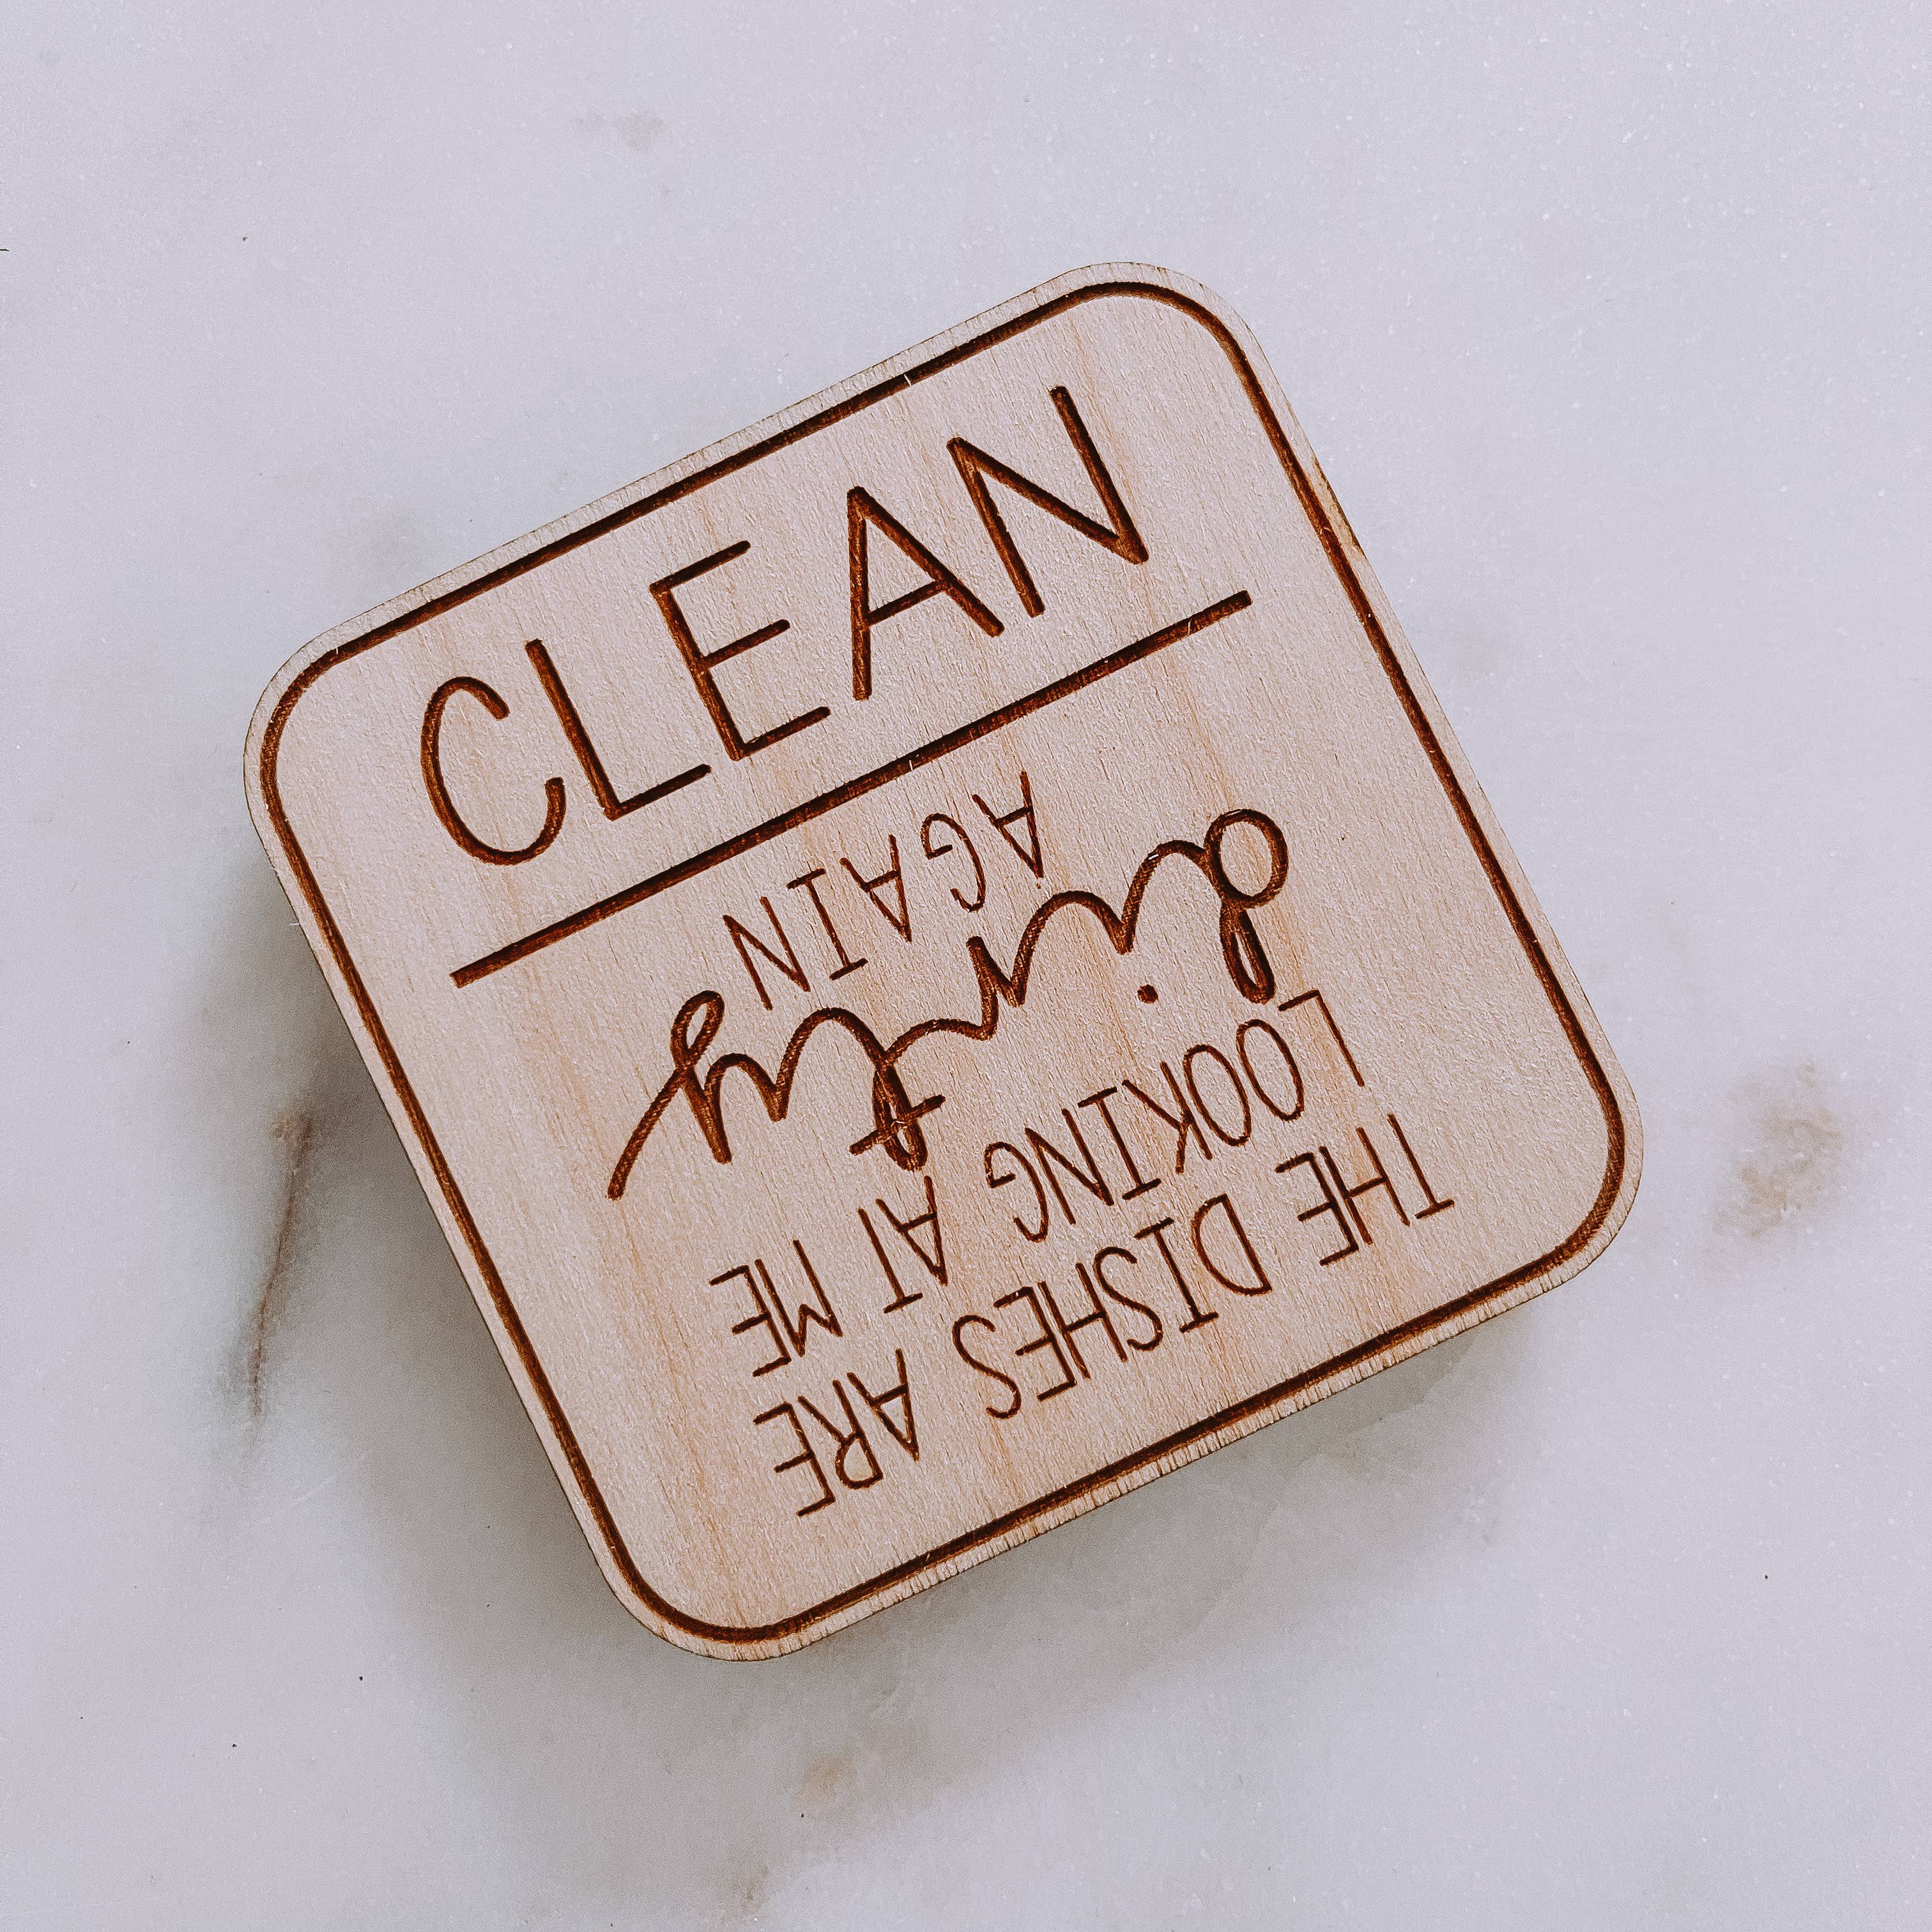 CLEAN
THE DISHES ARE
LOOKING AT ME
dirty
AGAIN